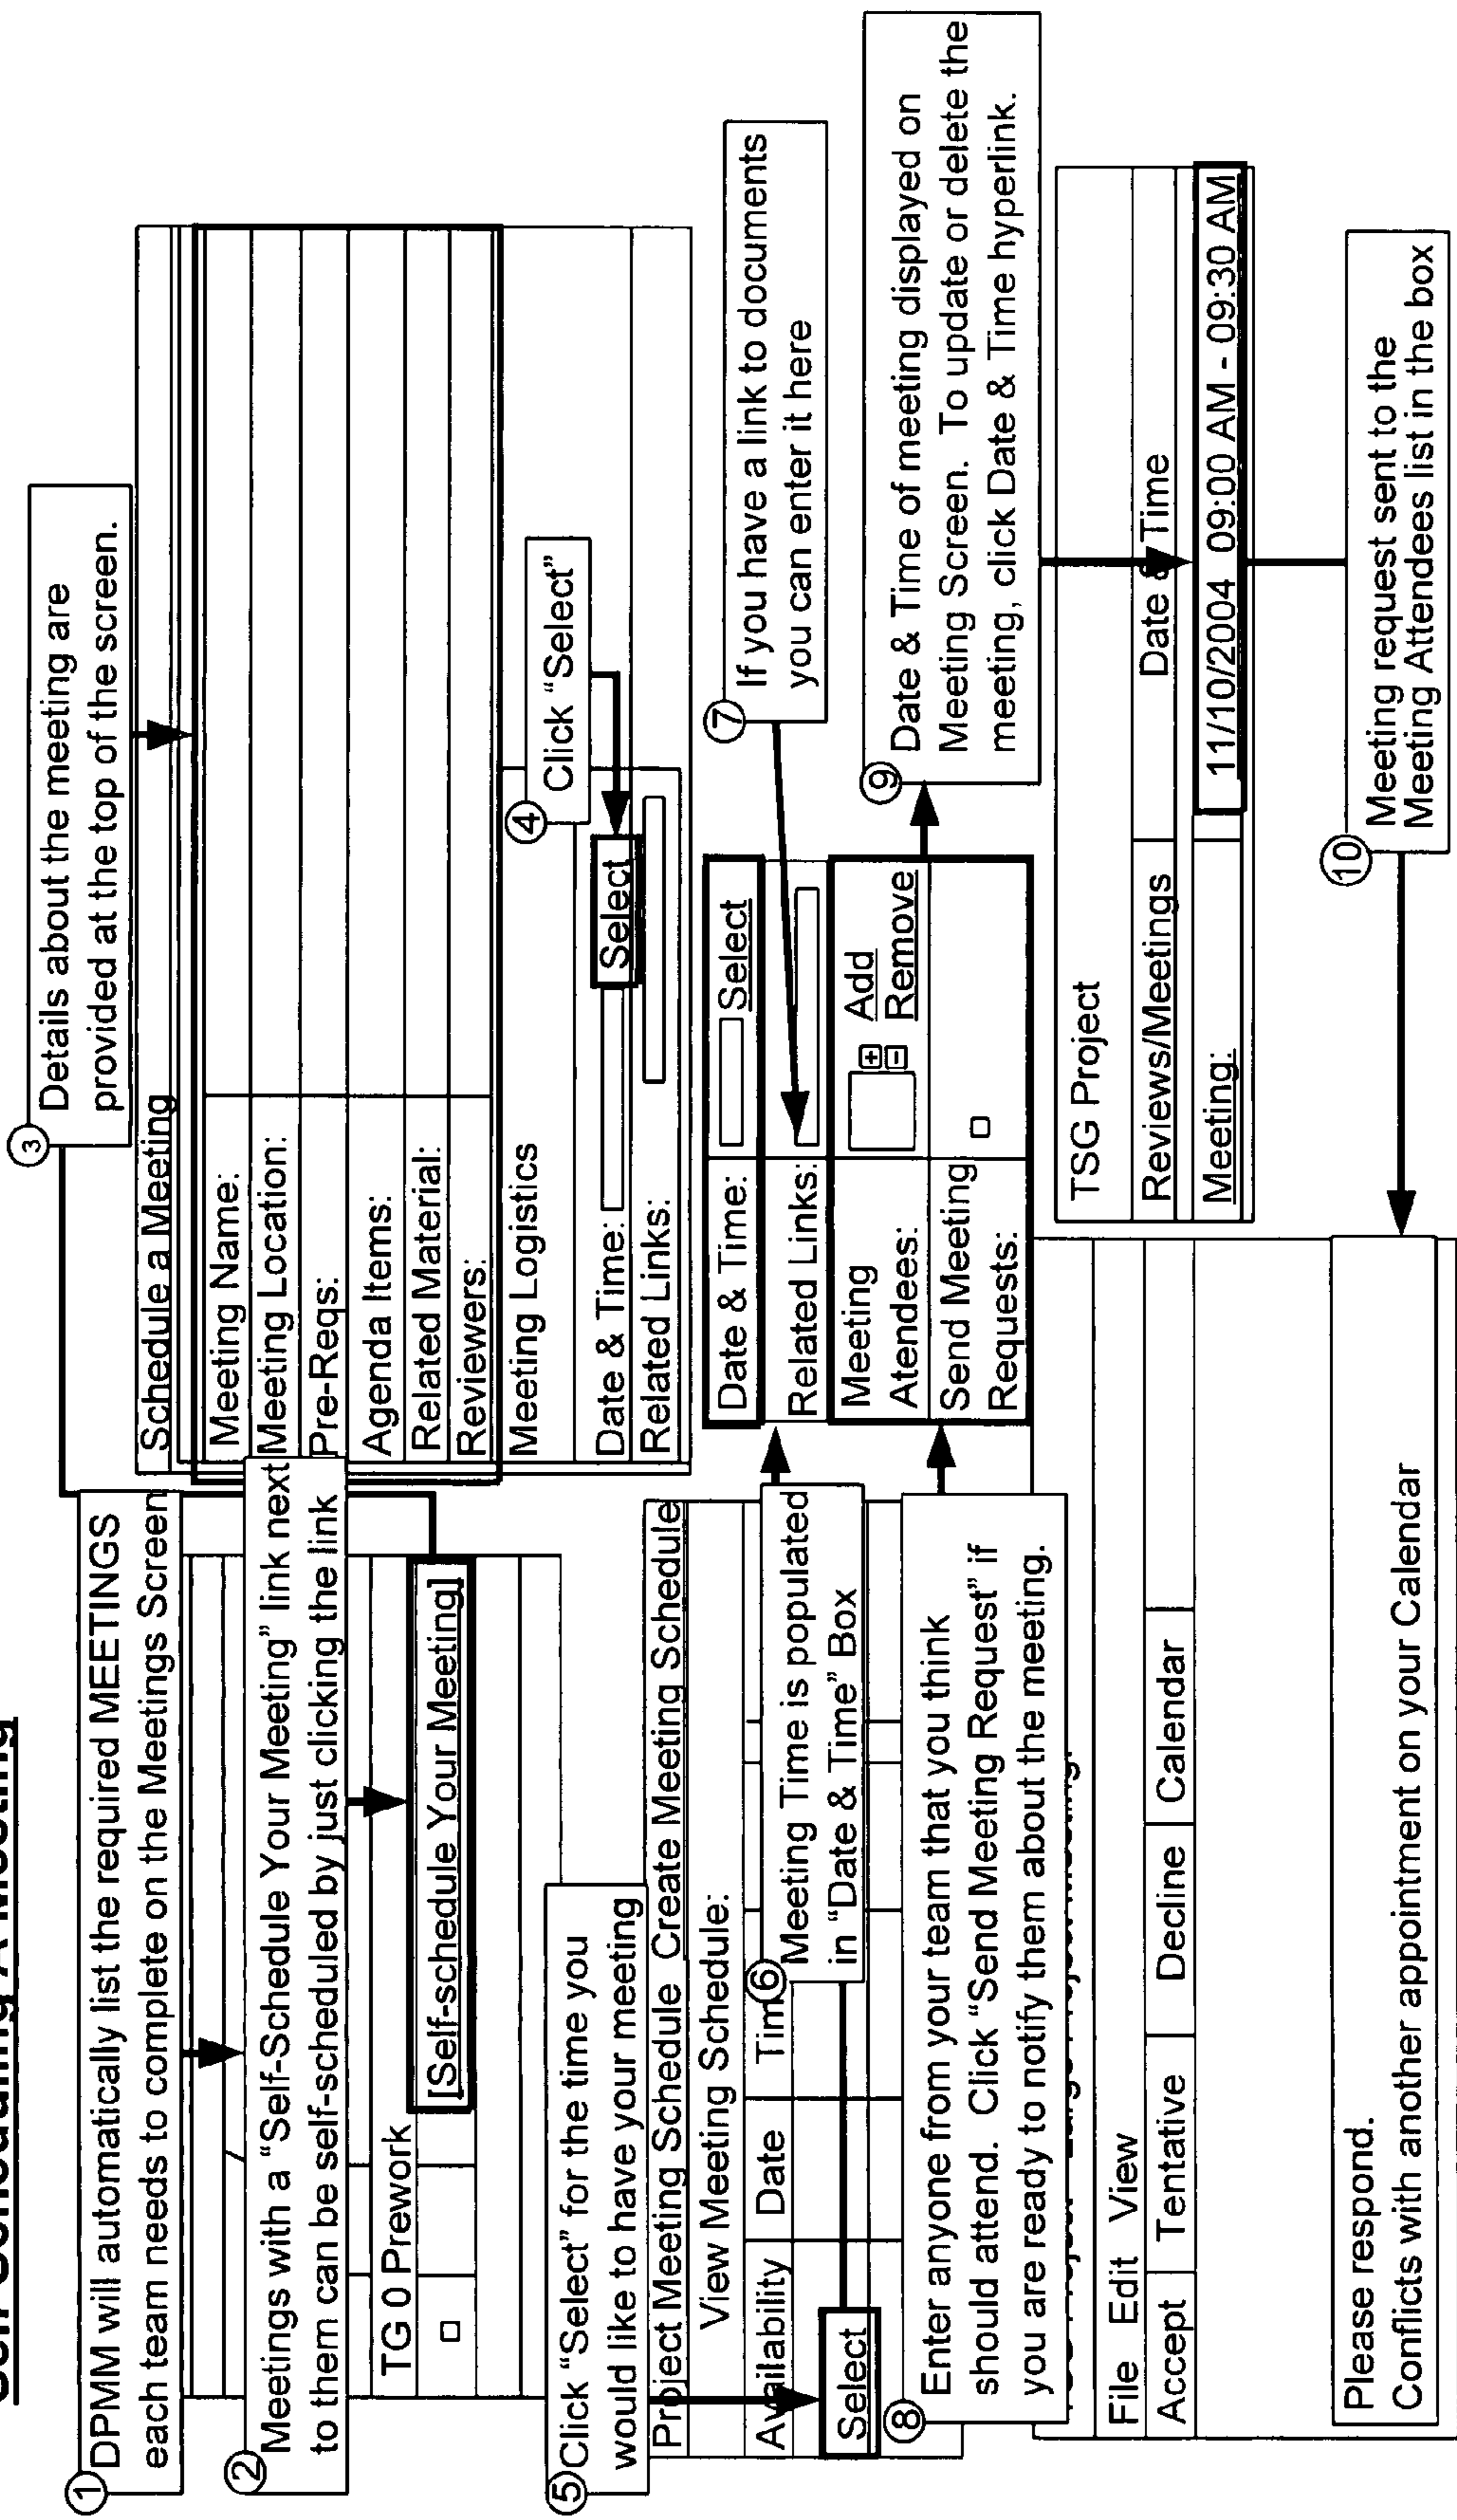 Self-Scheduling A Meeting
1 DPMM will automatically list the required MEETINGS
each team needs to complete on the Meetings Screen
2 Meetings with a “Self-Schedule Your Meeting” link next
to them can be self-scheduled by just clicking the link
TG 0 Prework
[Self-schedule Your Meeting]
3 Details about the meeting are
provided at the top of the screen.
Schedule a Meeting
Meeting Name:
Meeting Location:
Pre-Reqs:
Agenda Items:
Related Material:
Reviewers:
Meeting Logistics
Date & Time: Select
Related Links:
4 Click “Select”
5 Click “Select” for the time you
would like to have your meeting
Project Meeting Schedule Create Meeting Schedule
View Meeting Schedule:
Availability Date Tim
Select
6 Meeting Time is populated
in “Date & Time” Box
Date & Time: Select
Related Links:
Meeting
Atendees:
+ Add
- Remove
Send Meeting
Requests:
7 If you have a link to documents
you can enter it here
8 Enter anyone from your team that you think
should attend. Click “Send Meeting Request” if
you are ready to notify them about the meeting.
9 Date & Time of meeting displayed on
Meeting Screen. To update or delete the
meeting, click Date & Time hyperlink.
TSG Project
Reviews/Meetings Date & Time
Meeting: 11/10/2004 09:00 AM - 09:30 AM
10 Meeting request sent to the
Meeting Attendees list in the box
File Edit View
Accept Tentative Decline Calendar
Please respond.
Conflicts with another appointment on your Calendar